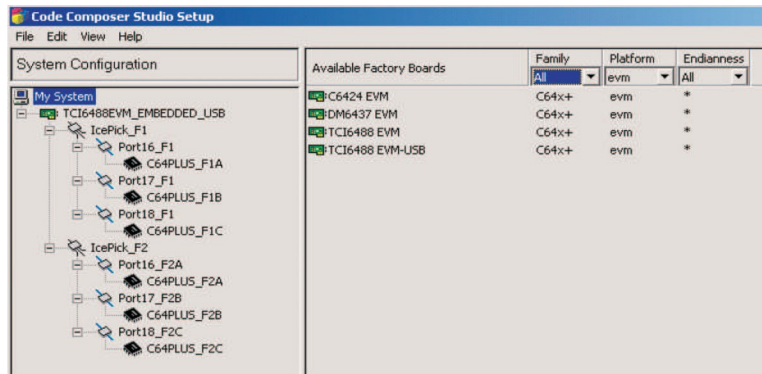 Code Composer Studio Setup
File Edit View Help
System Configuration
My System
TCI6488EVM_EMBEDDED_USB
IcePick_F1
Port16_F1
C64PLUS_F1A
Port17_F1
C64PLUS_F1B
Port18_F1
C64PLUS_F1C
IcePick_F2
Port16_F2A
C64PLUS_F2A
Port17_F2B
C64PLUS_F2B
Port18_F2C
C64PLUS_F2C
Available Factory Boards Family Platform Endianness
All evm All
C6424 EVM C64x+ evm *
DM6437 EVM C64x+ evm *
TCI6488 EVM C64x+ evm *
TCI6488 EVM-USB C64x+ evm *